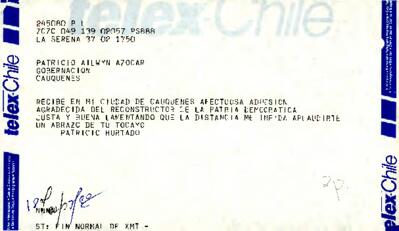 telex-Chile
245080 P L
7C7C 049 139 02057 PS888
LA SERENA 37 02 1750
PATRICIO AILWYN AZOCAR
GOBERNACION
CAUQUENES
RECIBE EN MI CIUDAD DE CAUQUENES AFECTUOSA ADHESION
AGRADECIDA DEL RECONSTRUCTOR DE LA PATRIA DEMOCRATICA
JUSTA Y BUENA LAMENTANDO QUE LA DISTANCIA ME IMPIDA APLAUDIRTE
UN ABRAZO DE TU TOCAYO
PATRICIO HURTADO
ST: FIN NORMAL DE XMT -
telex-Chile
telex-Chile